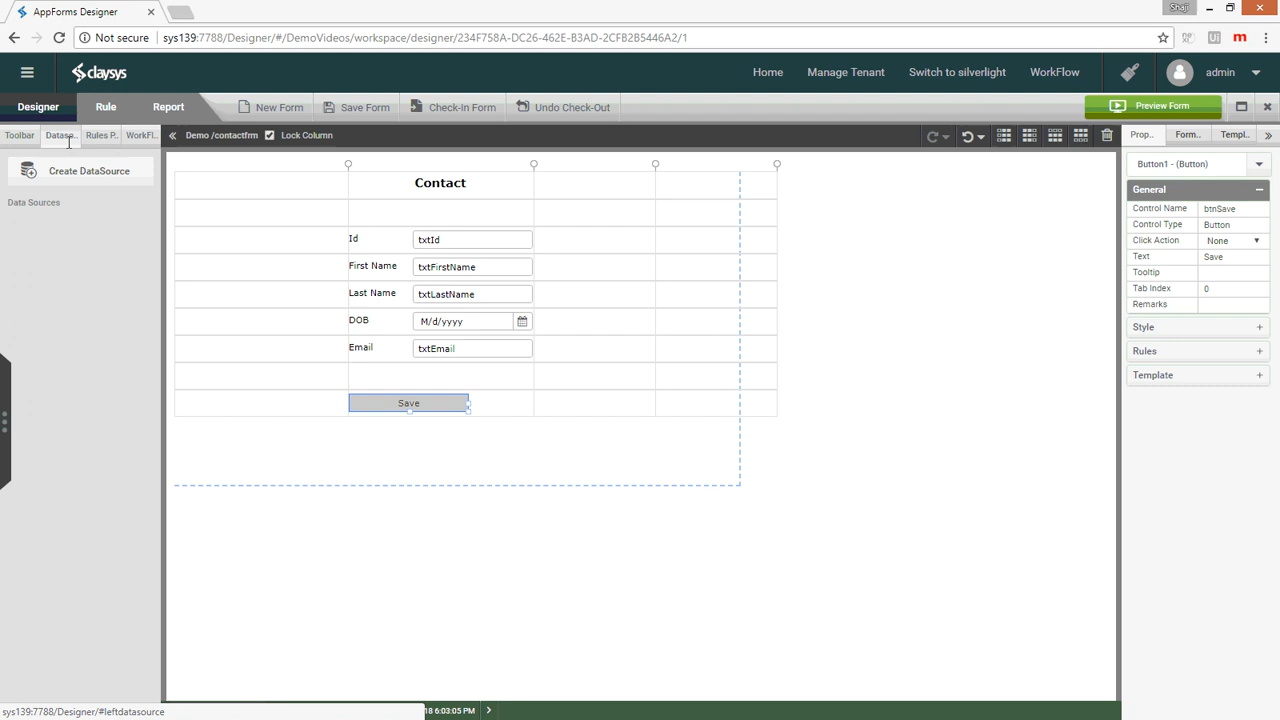 AppForms Designer
Shaji
Not secure
sys139:7788/Designer/#/DemoVideos/workspace/designer/234F758A-DC26-462E-B3AD-2CFB2B5446A2/1
claysys
Home
Manage Tenant
Switch to silverlight
WorkFlow
admin
Designer
Rule
Report
New Form
Save Form
Check-In Form
Undo Check-Out
Preview Form
Toolbar
Dataso..
Rules P..
WorkFl..
Demo /contactfrm
Lock Column
Prop..
Form..
Templ..
Create DataSource
Data Sources
Contact
Id
txtId
First Name
txtFirstName
Last Name
txtLastName
DOB
M/d/yyyy
Email
txtEmail
Save
Button1 - (Button)
General
Control Name btnSave
Control Type Button
Click Action None
Text Save
Tooltip
Tab Index 0
Remarks
Style
Rules
Template
sys139:7788/Designer/#leftdatasource
18 6:03:05 PM